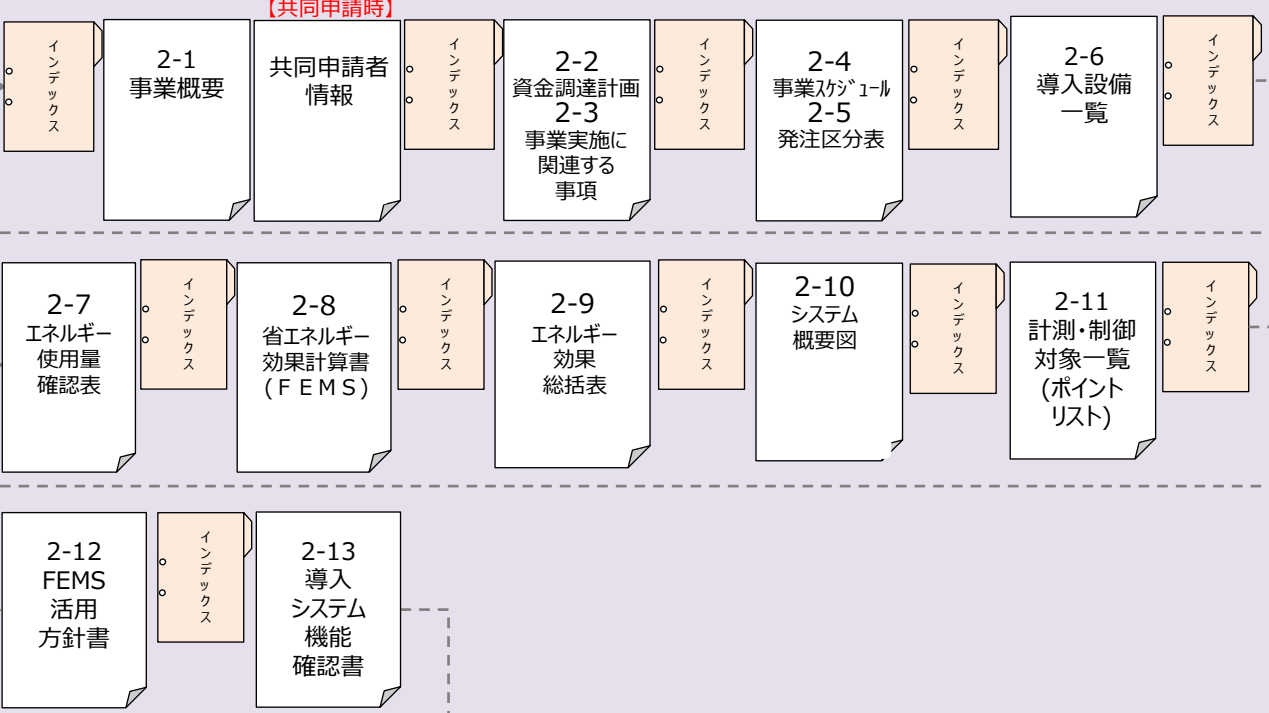 【共同申請時】
インデックス
2-1
事業概要
共同申請者
情報
インデックス
2-2
資金調達計画
2-3
事業実施に
関連する
事項
インデックス
2-4
事業ｽｹｼﾞｭｰﾙ
2-5
発注区分表
インデックス
2-6
導入設備
一覧
インデックス
2-7
エネルギー
使用量
確認表
インデックス
2-8
省エネルギー
効果計算書
(ＦＥＭＳ)
インデックス
2-9
エネルギー
効果
総括表
インデックス
2-10
システム
概要図
インデックス
2-11
計測・制御
対象一覧
(ポイント
リスト)
インデックス
2-12
FEMS
活用
方針書
インデックス
2-13
導入
システム
機能
確認書